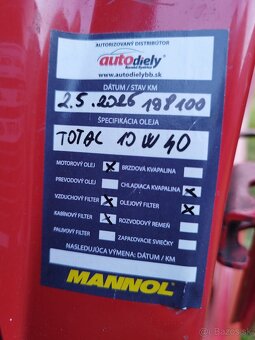 AUTORIZOVANÝ DISTRIBÚTOR
autodiely
www.autodielybb.sk
DÁTUM / STAV KM
2.5.2026 198100
ŠPECIFIKÁCIA OLEJA
TOTAL 10W40
MOTOROVÝ OLEJ X BRZDOVÁ KVAPALINA
PREVODOVÝ OLEJ CHLADIACA KVAPALINA
VZDUCHOVÝ FILTER X OLEJOVÝ FILTER X
KABÍNOVÝ FILTER X ROZVODOVÝ REMEŇ
PALIVOVÝ FILTER ZAPAĽOVACIE SVIEČKY
NASLEDUJÚCA VÝMENA: DÁTUM / KM
MANNOL